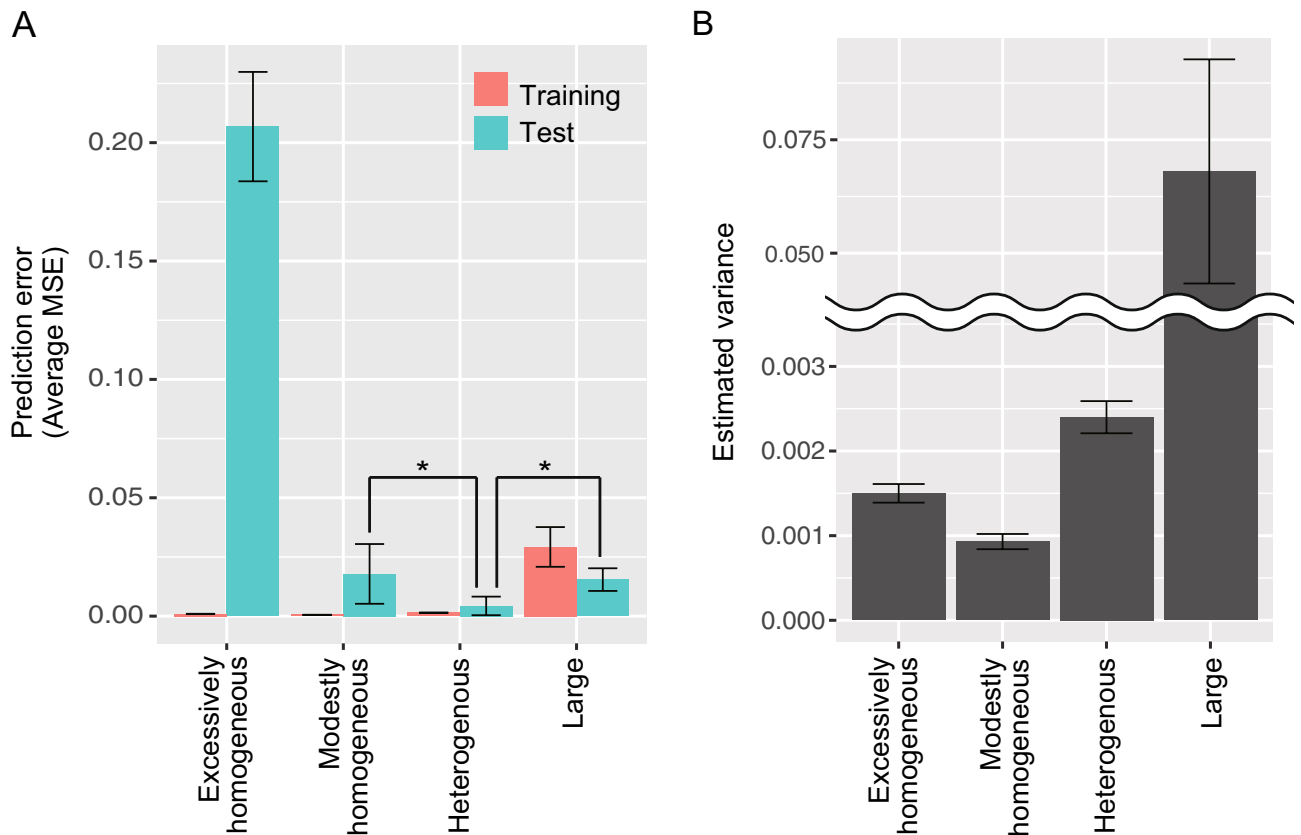 A
Prediction error
(Average MSE)
0.20
0.15
0.10
0.05
0.00
Training
Test
*
*
Excessively
homogeneous
Modestly
homogeneous
Heterogenous
Large
B
Estimated variance
0.075
0.050
0.003
0.002
0.001
0.000
Excessively
homogeneous
Modestly
homogeneous
Heterogenous
Large